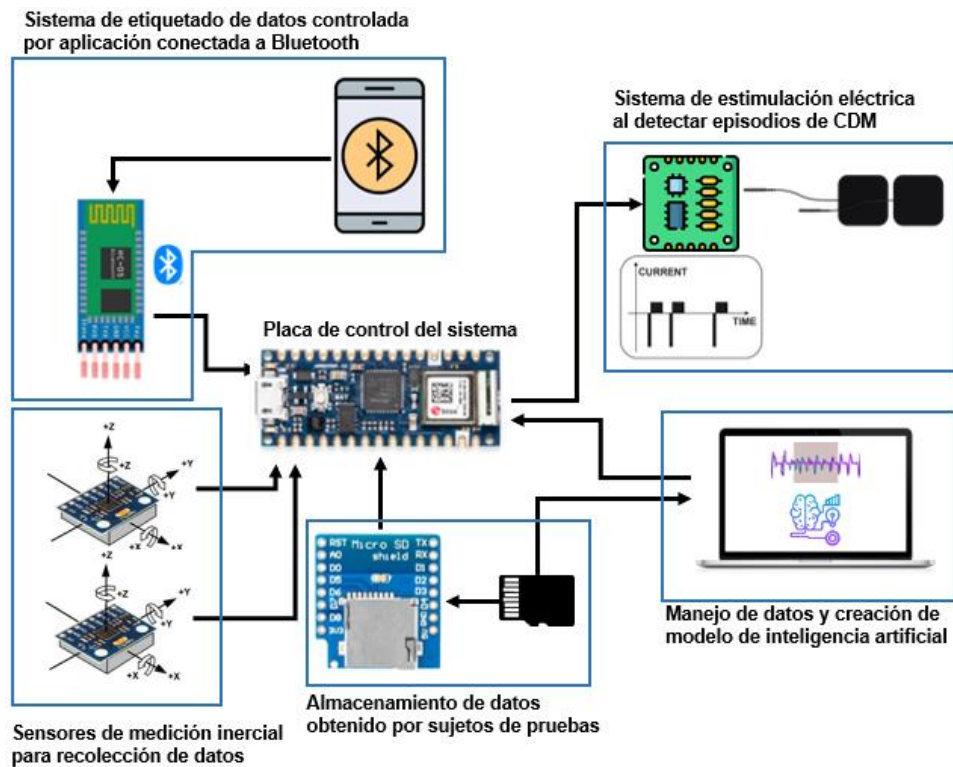 Sistema de etiquetado de datos controlada
por aplicación conectada a Bluetooth
Sistema de estimulación eléctrica
al detectar episodios de CDM
HC-05
CURRENT
TIME
Placa de control del sistema
+Z
+Z
+Y
+Y
+X
+X
+Z
+Z
+Y
+Y
+X
+X
RST Micro SD TX
A0 shield RX
D0 D1
D5 D2
D6 D3
D8
3V3
Manejo de datos y creación de
modelo de inteligencia artificial
Almacenamiento de datos
obtenido por sujetos de pruebas
Sensores de medición inercial
para recolección de datos